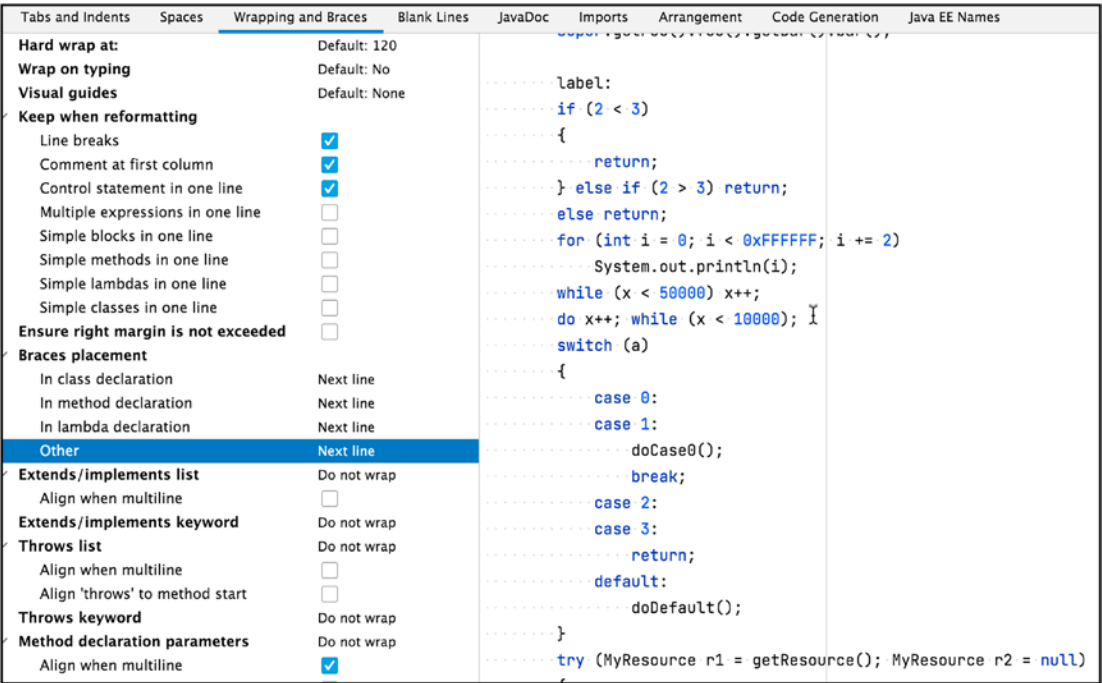 Tabs and Indents Spaces Wrapping and Braces Blank Lines JavaDoc Imports Arrangement Code Generation Java EE Names
Hard wrap at: Default: 120
Wrap on typing Default: No
Visual guides Default: None
Keep when reformatting
Line breaks
Comment at first column
Control statement in one line
Multiple expressions in one line
Simple blocks in one line
Simple methods in one line
Simple lambdas in one line
Simple classes in one line
Ensure right margin is not exceeded
Braces placement
In class declaration Next line
In method declaration Next line
In lambda declaration Next line
Other Next line
Extends/implements list Do not wrap
Align when multiline
Extends/implements keyword Do not wrap
Throws list Do not wrap
Align when multiline
Align 'throws' to method start
Throws keyword Do not wrap
Method declaration parameters Do not wrap
Align when multiline
label:
if (2 < 3)
{
return;
} else if (2 > 3) return;
else return;
for (int i = 0; i < 0xFFFFFF; i += 2)
System.out.println(i);
while (x < 50000) x++;
do x++; while (x < 10000);
switch (a)
{
case 0:
case 1:
doCase0();
break;
case 2:
case 3:
return;
default:
doDefault();
}
try (MyResource r1 = getResource(); MyResource r2 = null)